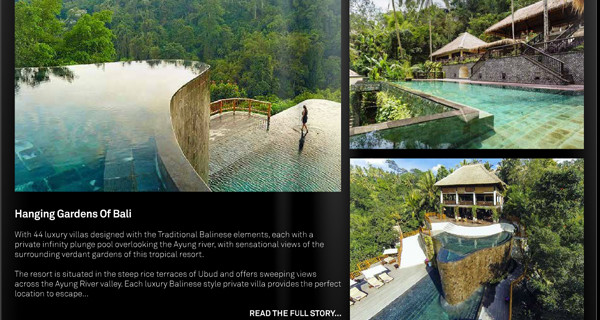 Hanging Gardens Of Bali
With 44 luxury villas designed with the Traditional Balinese elements, each with a
private infinity plunge pool overlooking the Ayung river, with sensational views of the
surrounding verdant gardens of this tropical resort.
The resort is situated in the steep rice terraces of Ubud and offers sweeping views
across the Ayung River valley. Each luxury Balinese style private villa provides the perfect
location to escape...
READ THE FULL STORY...